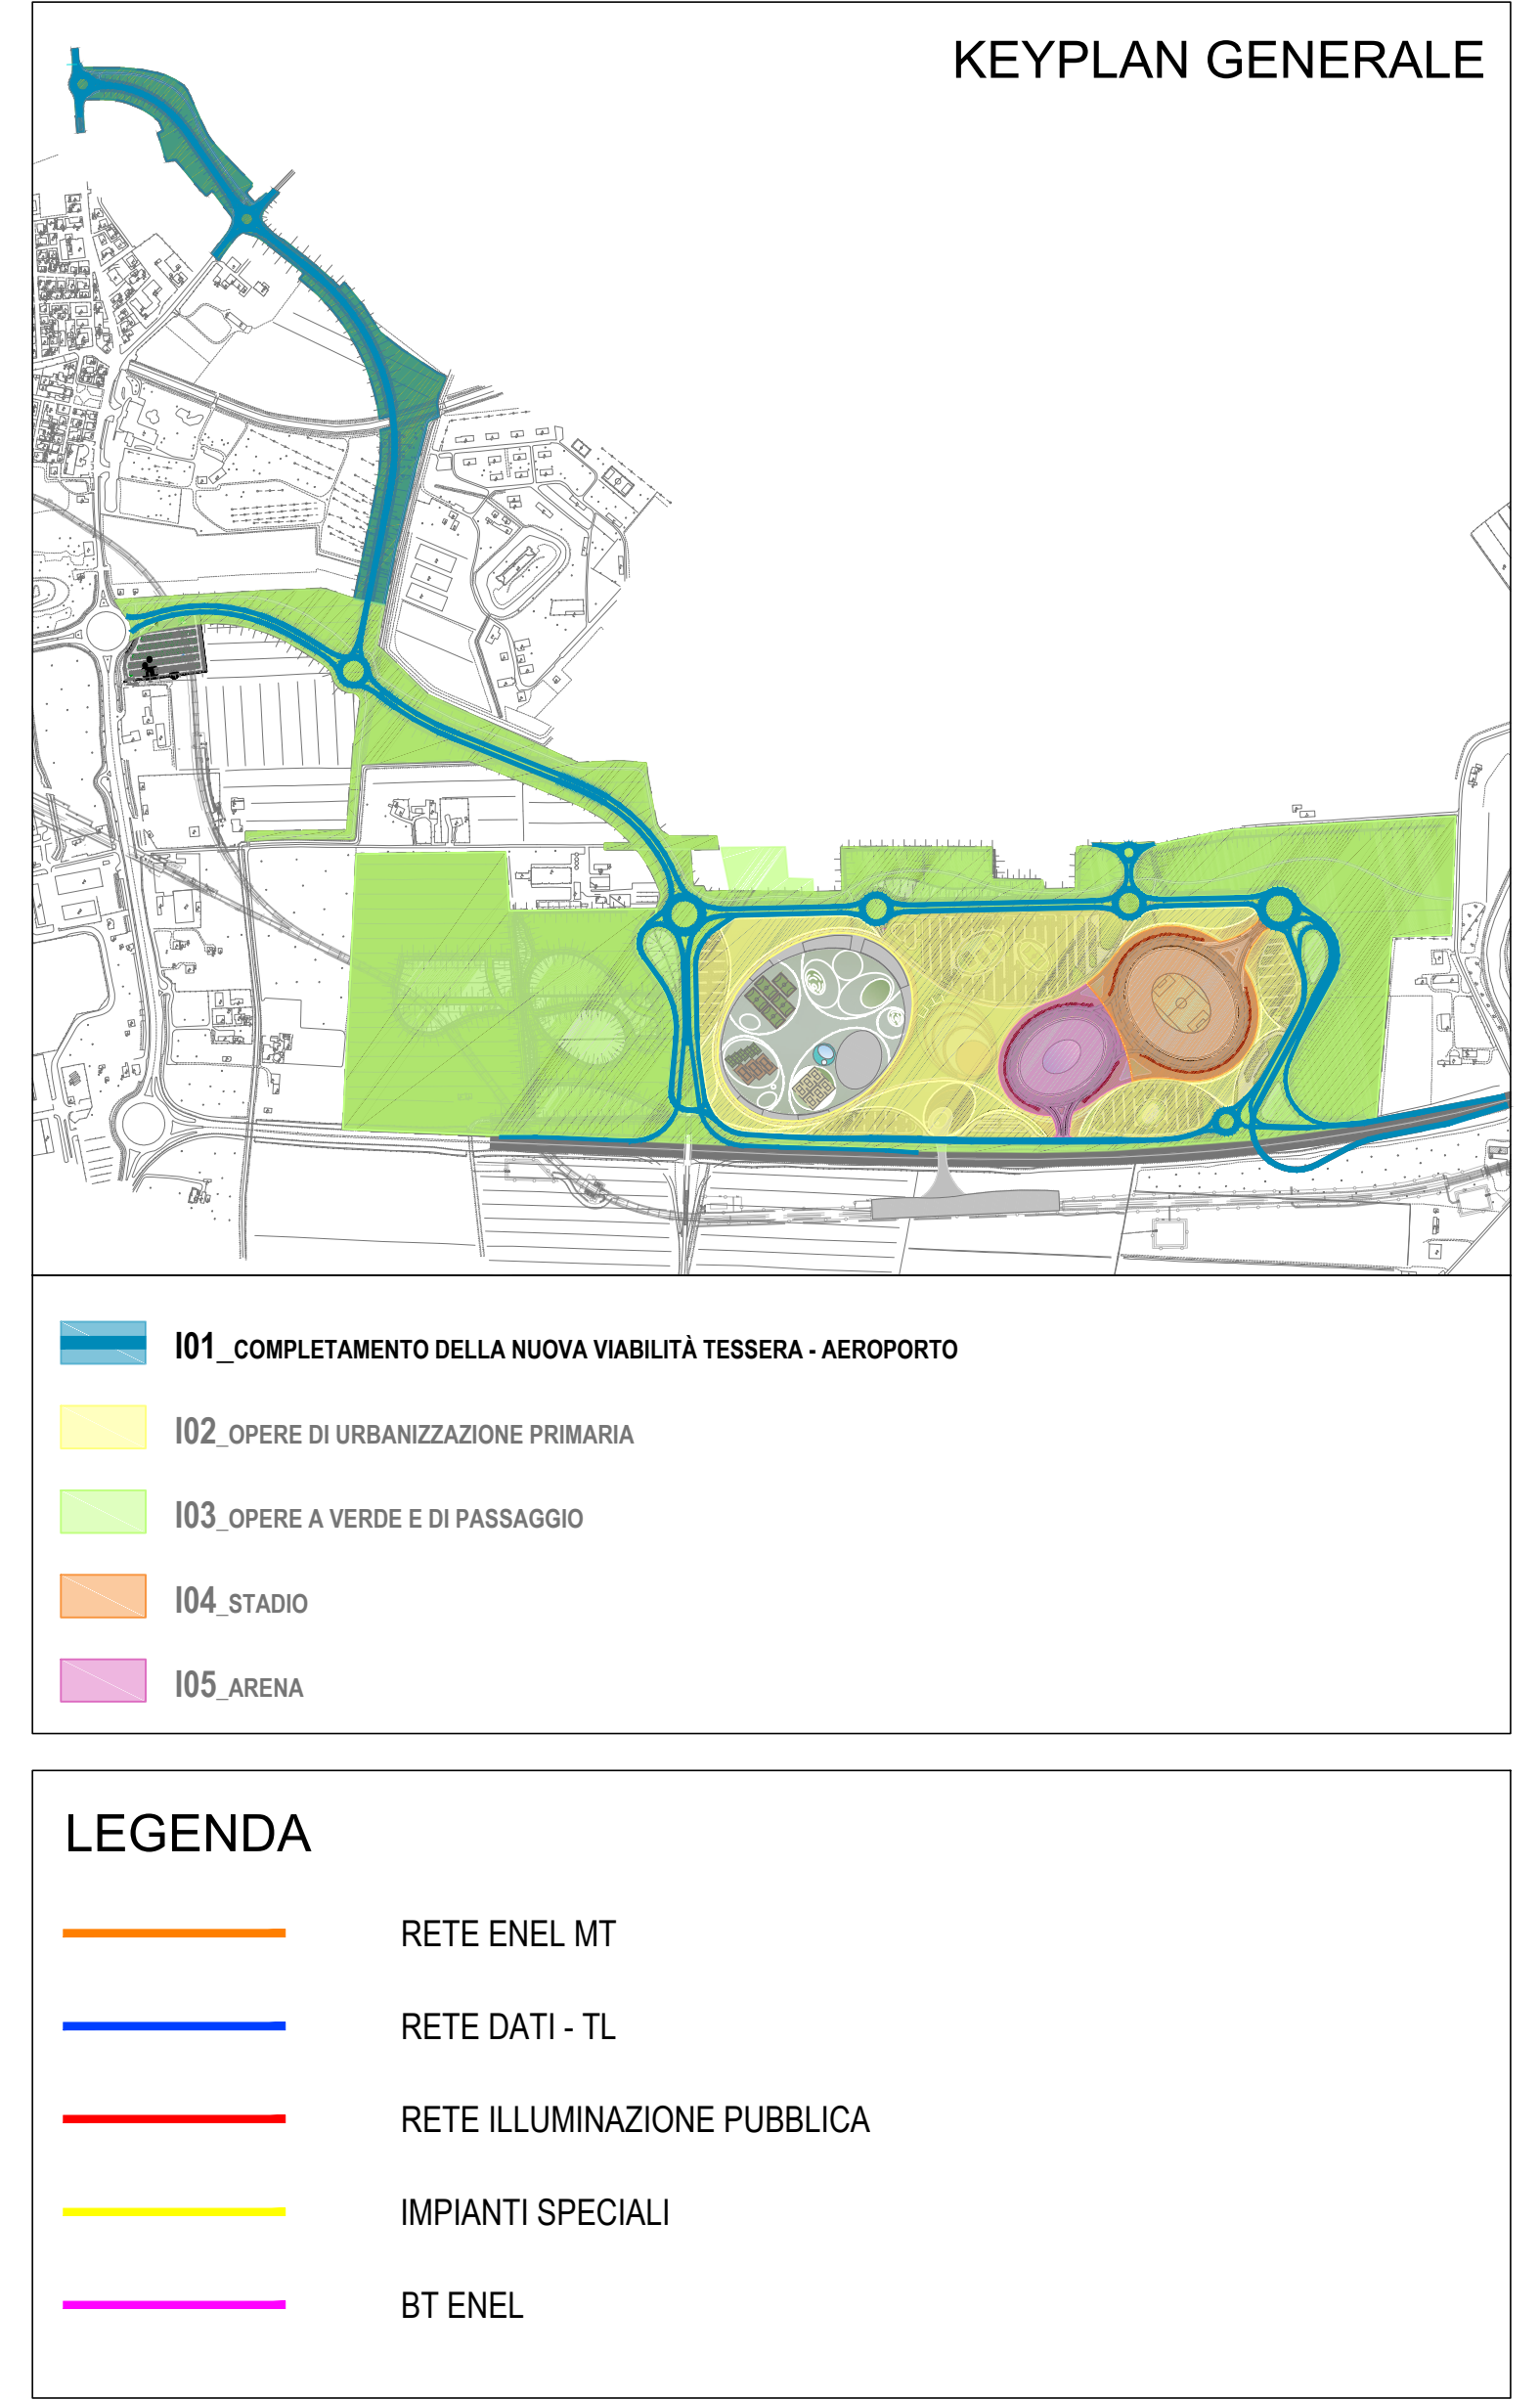 KEYPLAN GENERALE
I01_COMPLETAMENTO DELLA NUOVA VIABILITÀ TESSERA - AEROPORTO
I02_OPERE DI URBANIZZAZIONE PRIMARIA
I03_OPERE A VERDE E DI PASSAGGIO
I04_STADIO
I05_ARENA
LEGENDA
RETE ENEL MT
RETE DATI - TL
RETE ILLUMINAZIONE PUBBLICA
IMPIANTI SPECIALI
BT ENEL